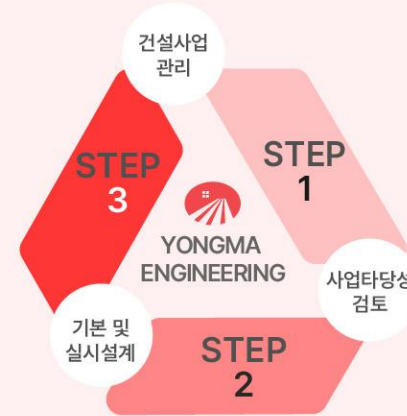 건설사업
관리
STEP
1
STEP
3
YONGMA
ENGINEERING
사업타당성
검토
기본 및
실시설계
STEP
2